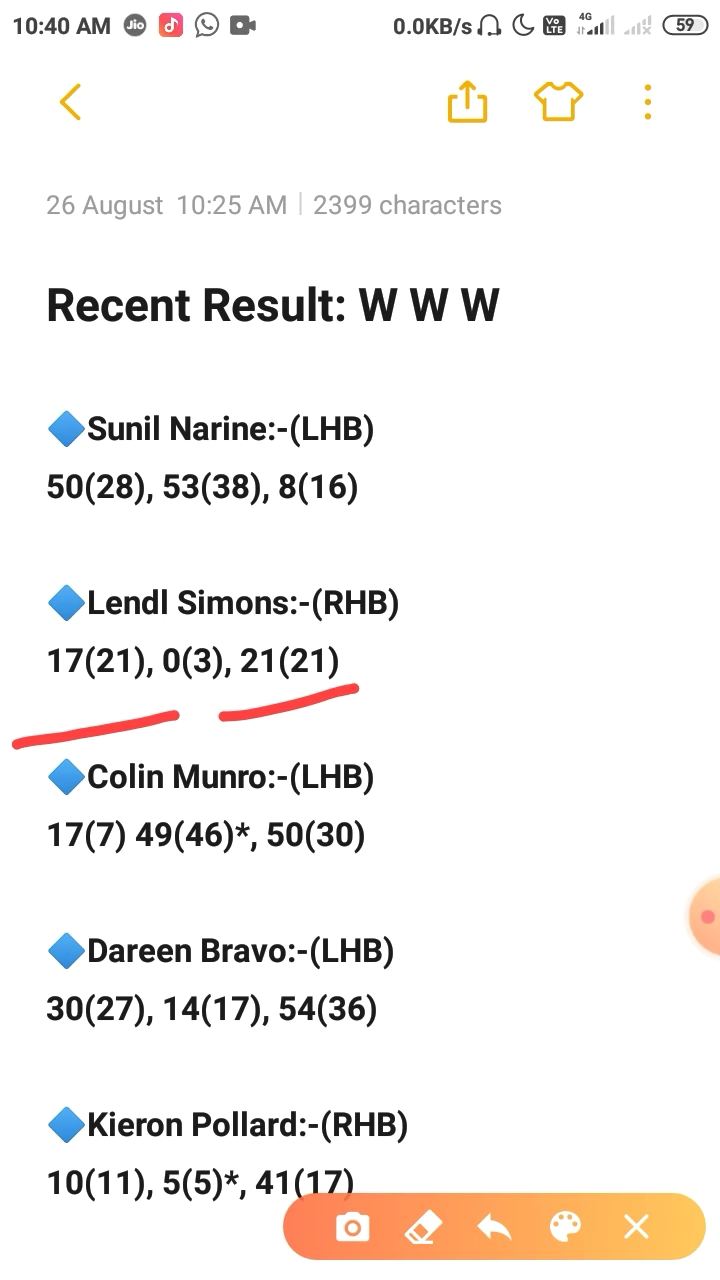 10:40 AM Jio 0.0KB/s Vo LTE 4G 59
26 August 10:25 AM | 2399 characters
Recent Result: W W W
🔷Sunil Narine:-(LHB)
50(28), 53(38), 8(16)
🔷Lendl Simons:-(RHB)
17(21), 0(3), 21(21)
🔷Colin Munro:-(LHB)
17(7) 49(46)*, 50(30)
🔷Dareen Bravo:-(LHB)
30(27), 14(17), 54(36)
🔷Kieron Pollard:-(RHB)
10(11), 5(5)*, 41(17)